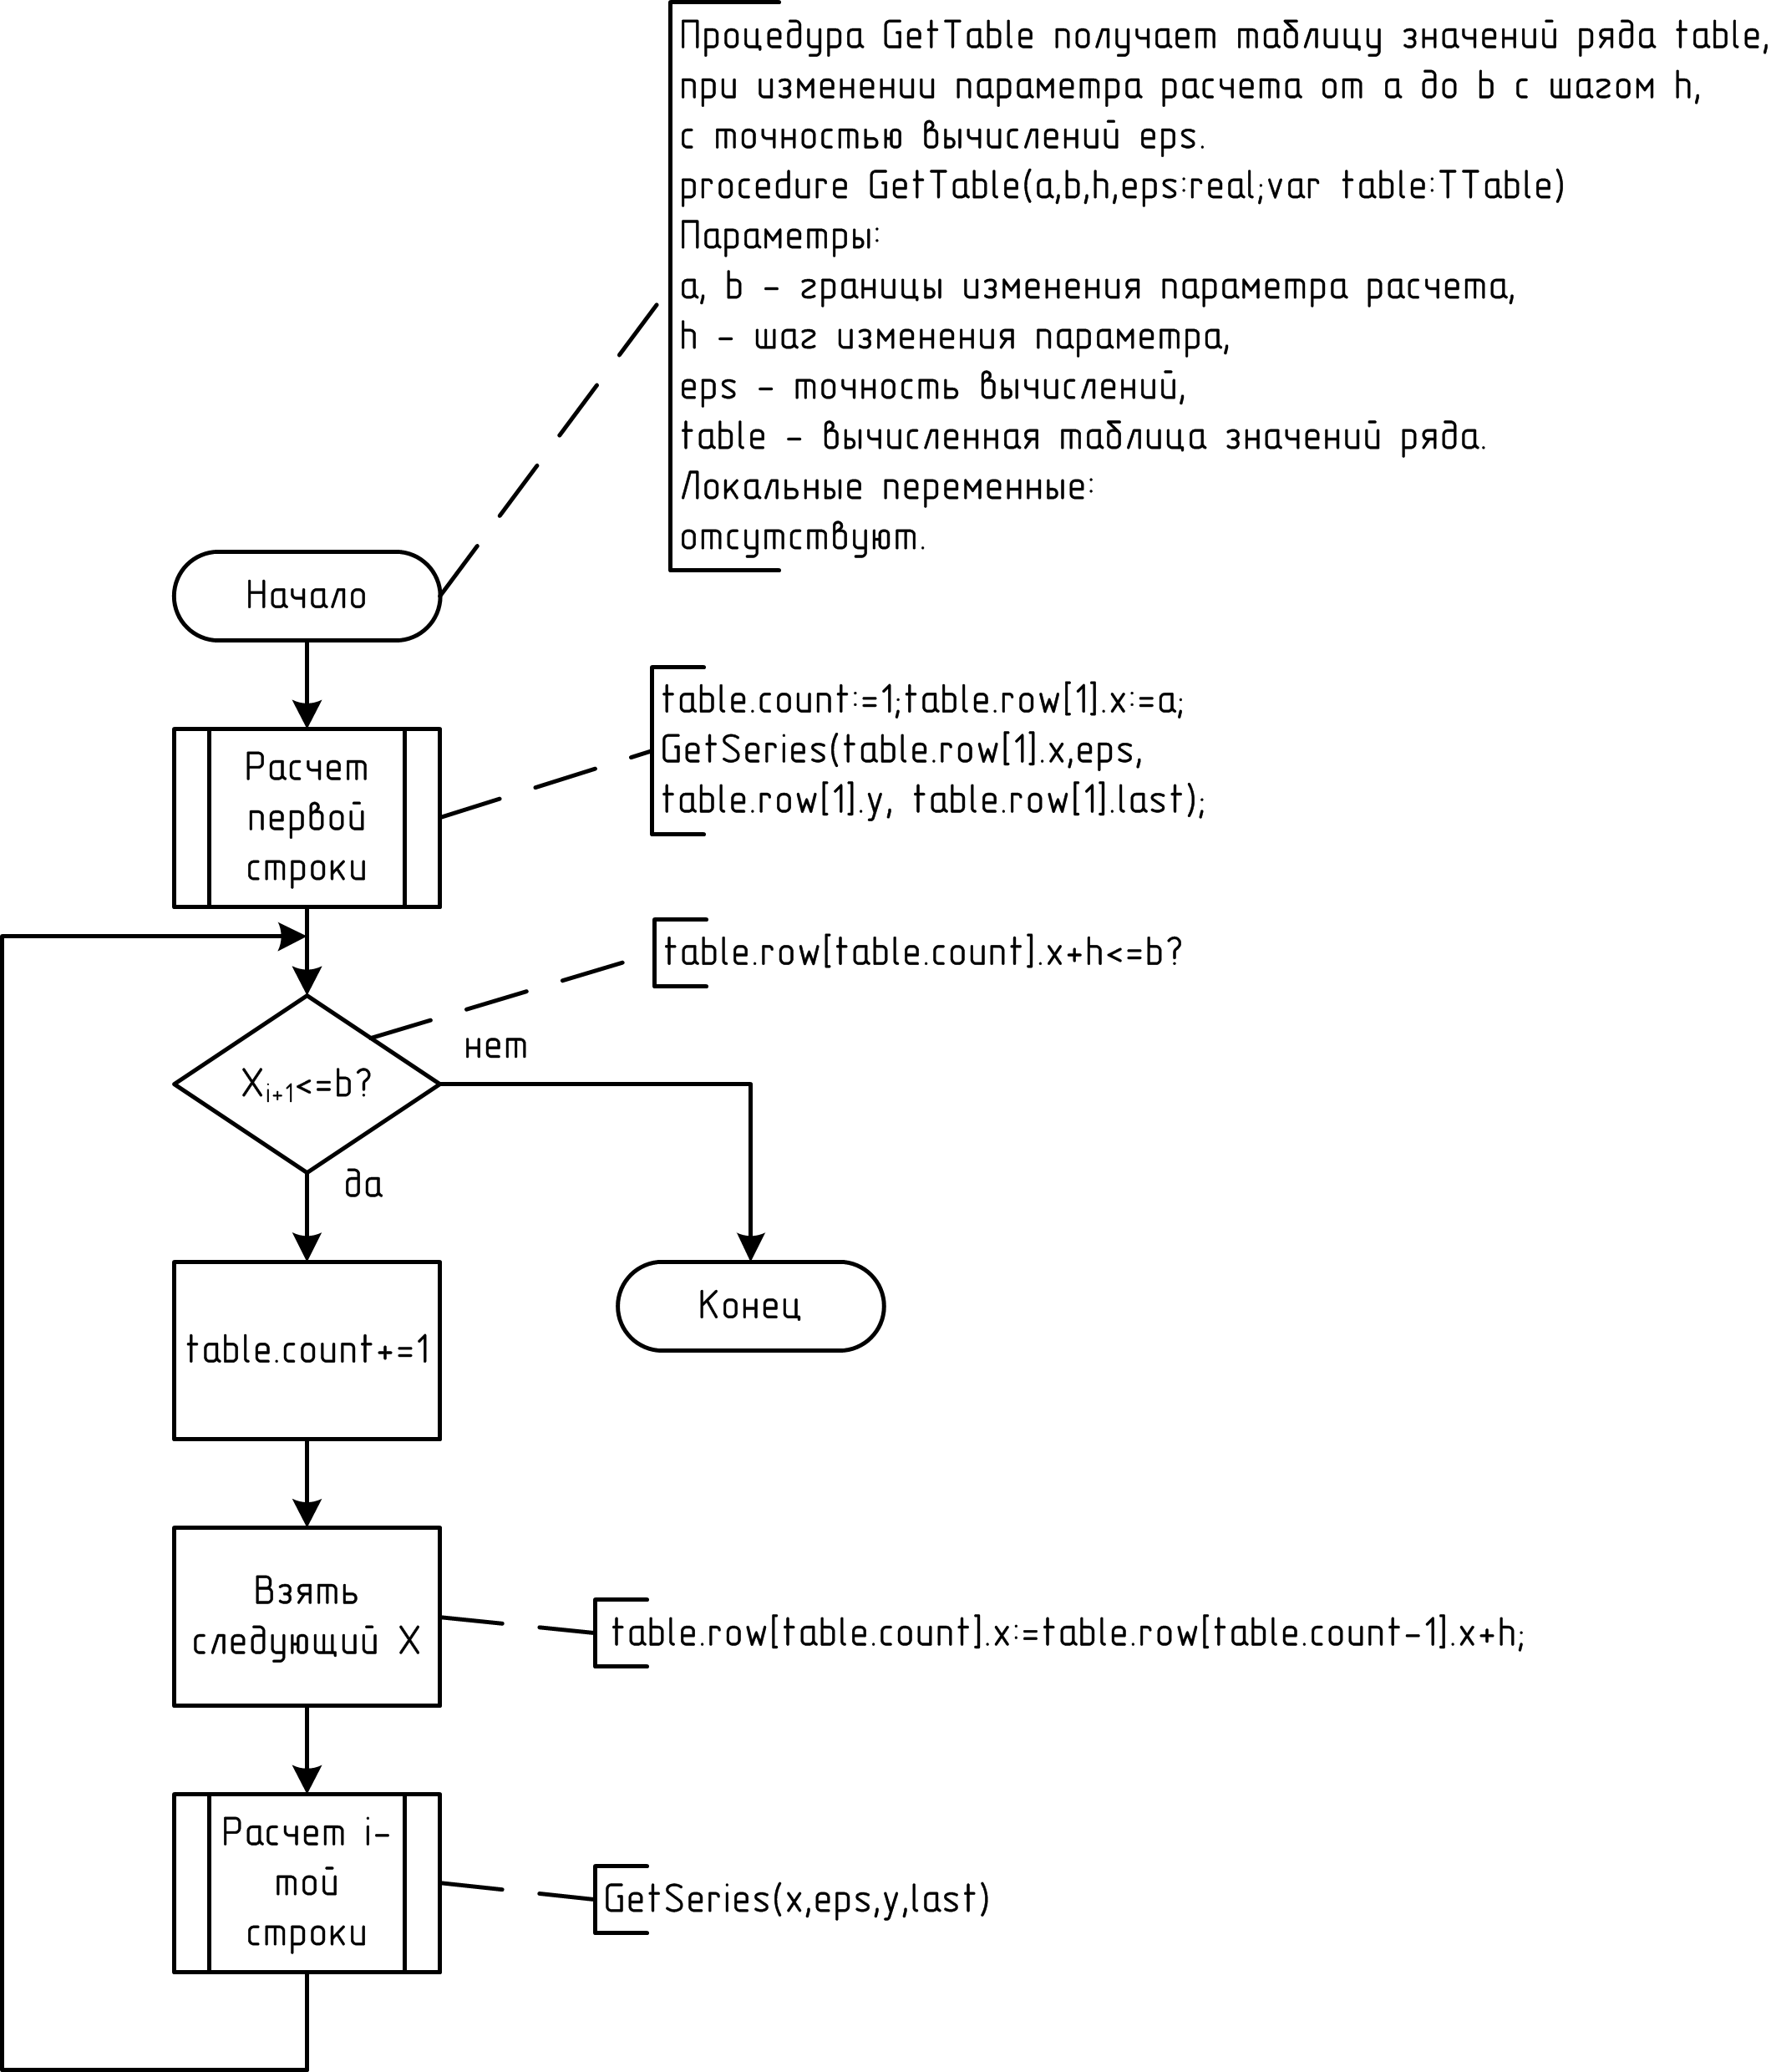 Процедура GetTable получает таблицу значений ряда table,
при изменении параметра расчета от a до b с шагом h,
с точностью вычислений eps.
procedure GetTable(a,b,h,eps:real;var table:TTable)
Параметры:
a, b - границы изменения параметра расчета,
h - шаг изменения параметра,
eps - точность вычислений,
table - вычисленная таблица значений ряда.
Локальные переменные:
отсутствуют.
Начало
table.count:=1;table.row[1].x:=a;
GetSeries(table.row[1].x,eps,
table.row[1].y, table.row[1].last);
Расчет
первой
строки
table.row[table.count].x+h<=b?
нет
Xi+1<=b?
да
Конец
table.count+=1
Взять
следующий X
table.row[table.count].x:=table.row[table.count-1].x+h;
Расчет i-
той
строки
GetSeries(x,eps,y,last)